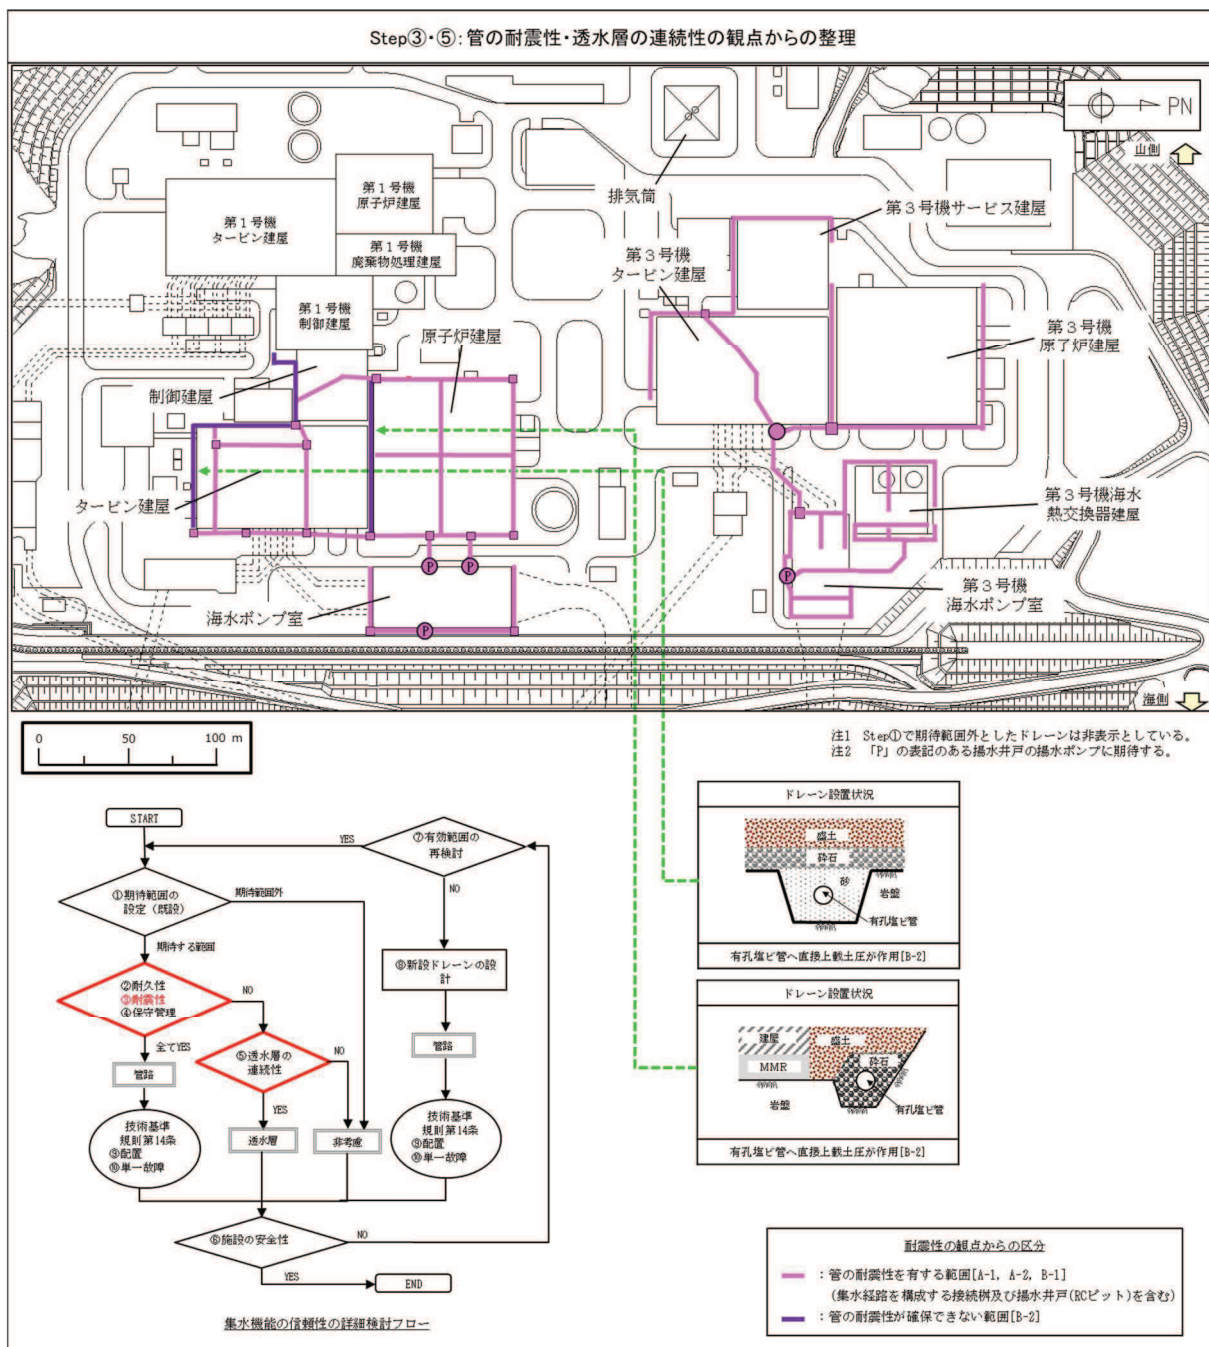 Step③・⑤:管の耐震性・透水層の連続性の観点からの整理
PN
山側
排気筒
第1号機
原子炉建屋
第1号機
タービン建屋
第1号機
廃棄物処理建屋
第1号機
制御建屋
第3号機サービス建屋
第3号機
タービン建屋
原子炉建屋
制御建屋
第3号機
原子炉建屋
タービン建屋
第3号機海水
熱交換器建屋
P
P
P
P
海水ポンプ室
第3号機
海水ポンプ室
海側
0 50 100 m
注1 Step①で期待範囲外としたドレーンは非表示としている。
注2 「P」の表記のある揚水井戸の揚水ポンプに期待する。
START
YES
⑦有効範囲の
再検討
NO
①期待範囲の
設定(既設)
期待範囲外
期待する範囲
⑧新設ドレーンの設
計
②耐久性
③耐震性
④保守管理
NO
全てYES
⑤透水層の
連続性
NO
管路
管路
YES
技術基準
規則第14条
⑨配置
⑩単一故障
透水層
非考慮
技術基準
規則第14条
⑨配置
⑩単一故障
⑥施設の安全性
NO
YES
END
集水機能の信頼性の詳細検討フロー
ドレーン設置状況
盛土
砕石
砂
岩盤
有孔塩ビ管
有孔塩ビ管へ直接上載土圧が作用[B-2]
ドレーン設置状況
建屋
盛土
MMR
砕石
岩盤
有孔塩ビ管
有孔塩ビ管へ直接上載土圧が作用[B-2]
耐震性の観点からの区分
:管の耐震性を有する範囲[A-1, A-2, B-1]
(集水経路を構成する接続桝及び揚水井戸(RCピット)を含む)
:管の耐震性が確保できない範囲[B-2]